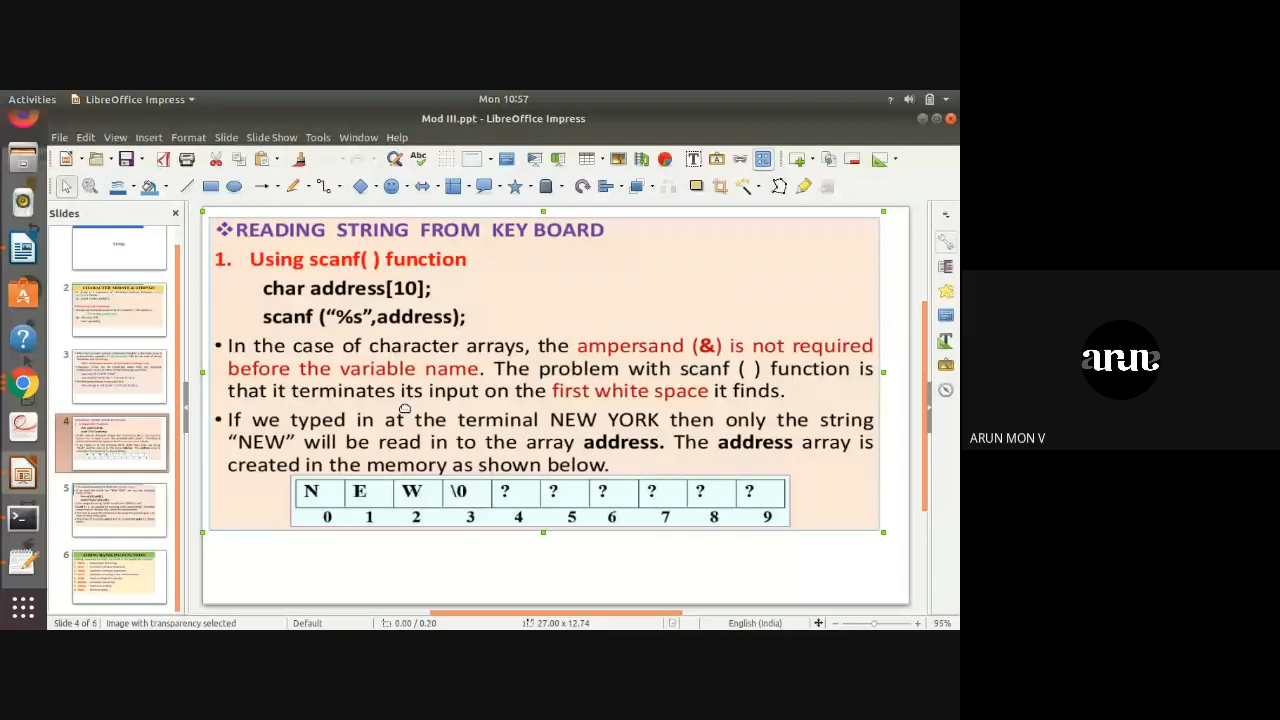 Activities LibreOffice Impress Mon 10:57 ?
Mod III.ppt - LibreOffice Impress
File Edit View Insert Format Slide Slide Show Tools Window Help
Abc
Slides
2
3
4
5
6
❖READING STRING FROM KEY BOARD
1. Using scanf( ) function
char address[10];
scanf (“%s”,address);
• In the case of character arrays, the ampersand (&) is not required
before the variable name. The problem with scanf ( ) function is
that it terminates its input on the first white space it finds.
• If we typed in at the terminal NEW YORK then only the string
“NEW” will be read in to the array address. The address array is
created in the memory as shown below.
N E W \0 ? ? ? ? ? ?
0 1 2 3 4 5 6 7 8 9
Slide 4 of 6 Image with transparency selected Default 0.00 / 0.20 27.00 x 12.74 English (India) 95%
arun
ARUN MON V